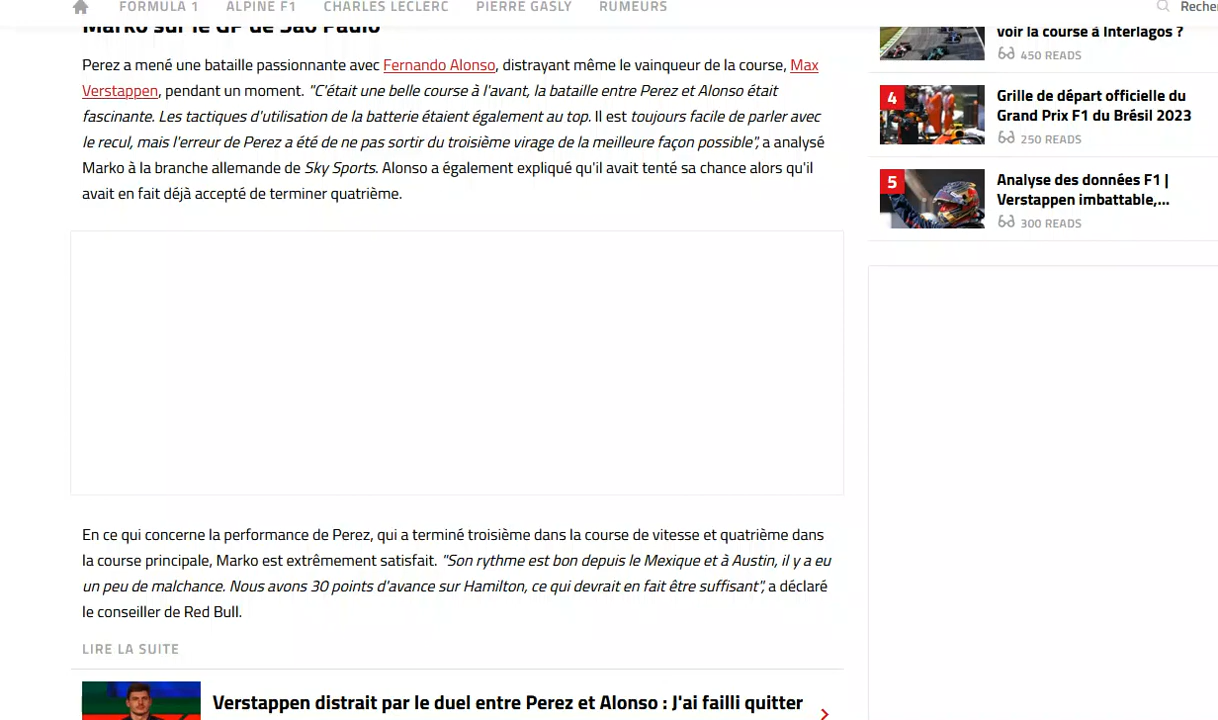 FORMULA 1 ALPINE F1 CHARLES LECLERC PIERRE GASLY RUMEURS
Marko sur le GP de São Paulo
Perez a mené une bataille passionnante avec Fernando Alonso, distrayant même le vainqueur de la course, Max
Verstappen, pendant un moment. "C'était une belle course à l'avant, la bataille entre Perez et Alonso était
fascinante. Les tactiques d'utilisation de la batterie étaient également au top. Il est toujours facile de parler avec
le recul, mais l'erreur de Perez a été de ne pas sortir du troisième virage de la meilleure façon possible", a analysé
Marko à la branche allemande de Sky Sports. Alonso a également expliqué qu'il avait tenté sa chance alors qu'il
avait en fait déjà accepté de terminer quatrième.
En ce qui concerne la performance de Perez, qui a terminé troisième dans la course de vitesse et quatrième dans
la course principale, Marko est extrêmement satisfait. "Son rythme est bon depuis le Mexique et à Austin, il y a eu
un peu de malchance. Nous avons 30 points d'avance sur Hamilton, ce qui devrait en fait être suffisant", a déclaré
le conseiller de Red Bull.
LIRE LA SUITE
Verstappen distrait par le duel entre Perez et Alonso : J'ai failli quitter
voir la course à Interlagos ?
450 READS
4
Grille de départ officielle du
Grand Prix F1 du Brésil 2023
250 READS
5
Analyse des données F1 |
Verstappen imbattable,...
300 READS